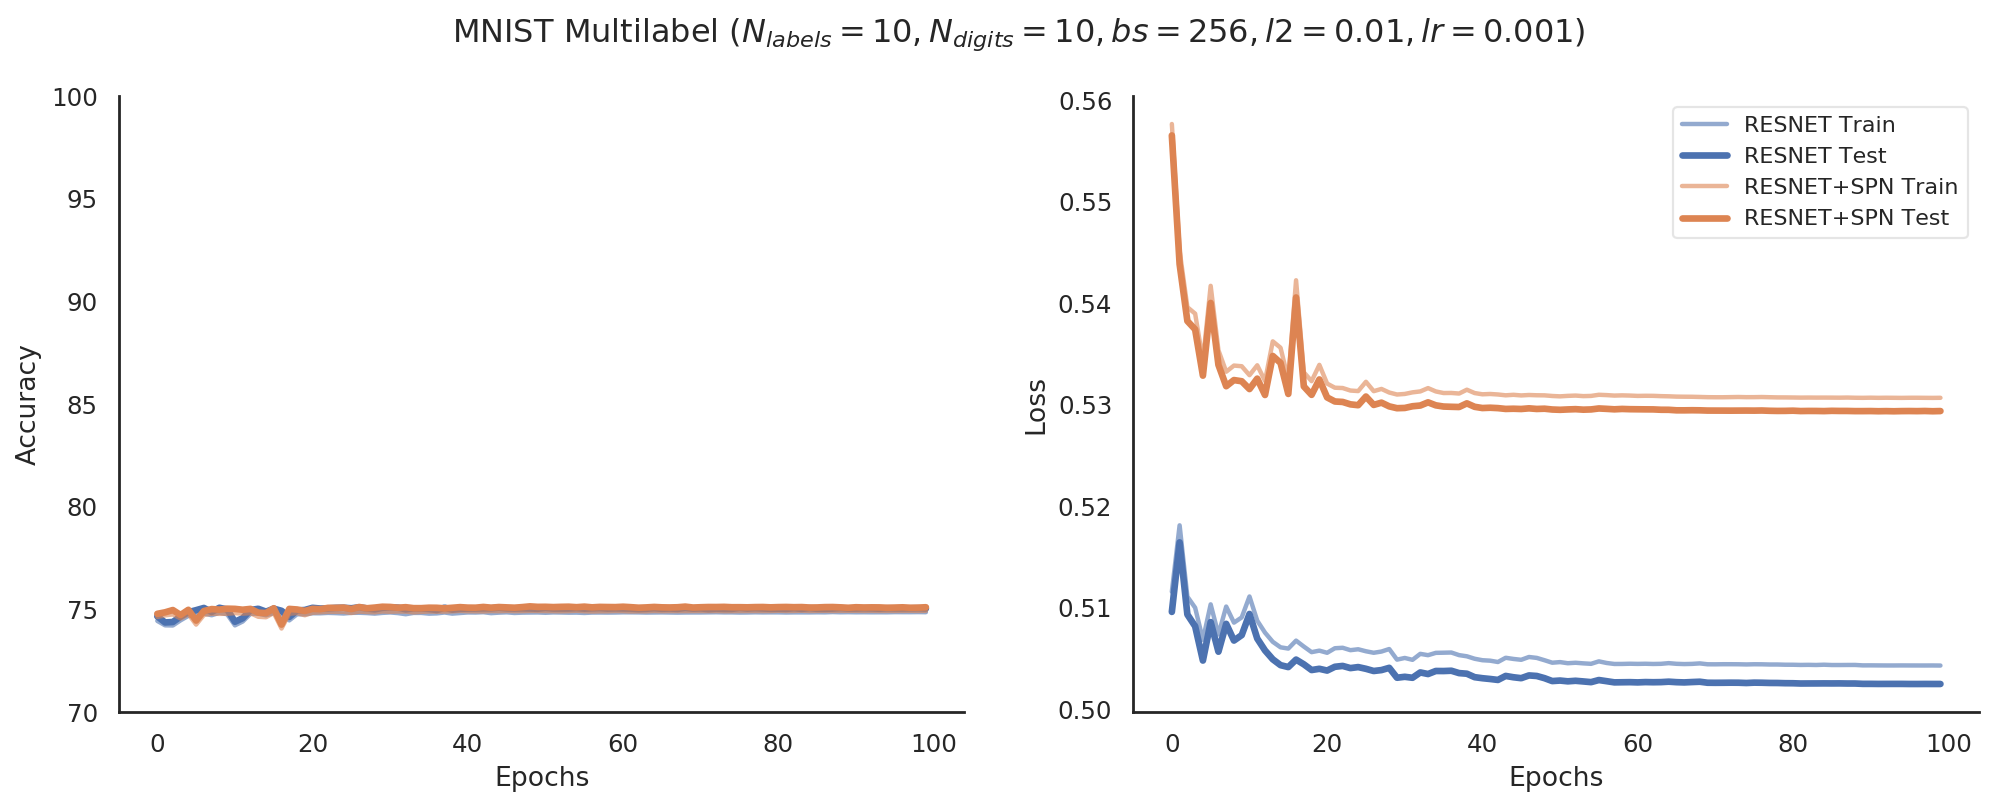 MNIST Multilabel (N_labels = 10, N_digits = 10, bs = 256, l2 = 0.01, lr = 0.001)
100
95
90
85
80
75
70
Accuracy
0
20
40
60
80
100
Epochs
0.56
0.55
0.54
0.53
0.52
0.51
0.50
Loss
0
20
40
60
80
100
Epochs
RESNET Train
RESNET Test
RESNET+SPN Train
RESNET+SPN Test